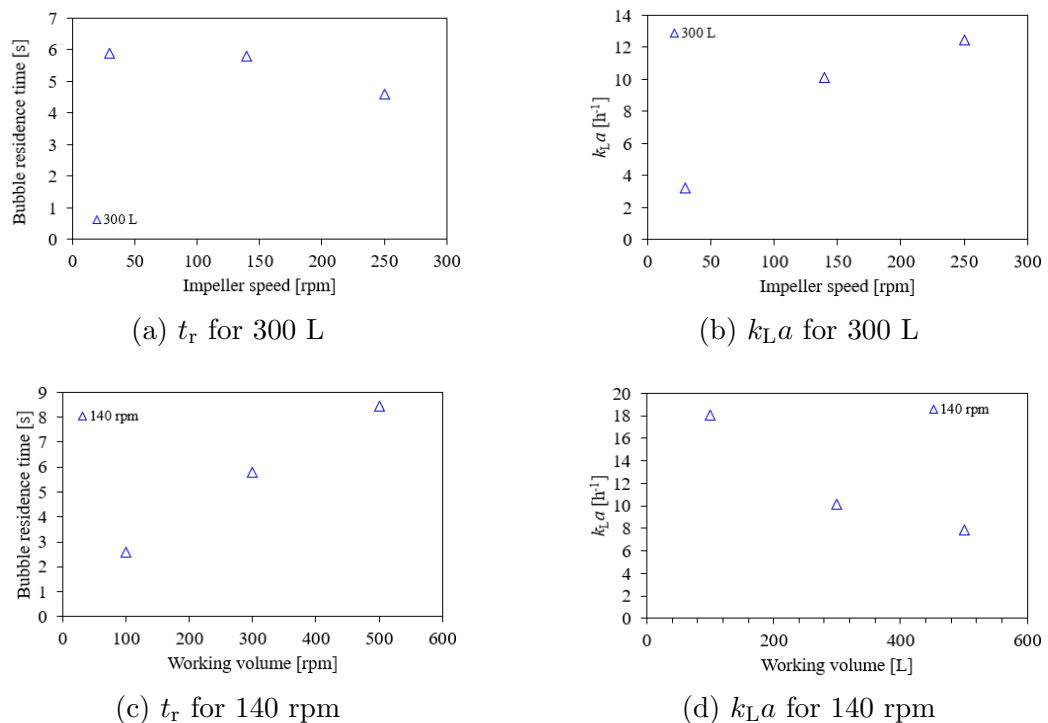 7
6
5
4
3
2
1
0
Bubble residence time [s]
△ 300 L
0 50 100 150 200 250 300
Impeller speed [rpm]
(a) tr for 300 L
14
12
10
8
6
4
2
0
kLa [h-1]
△ 300 L
0 50 100 150 200 250 300
Impeller speed [rpm]
(b) kLa for 300 L
9
8
7
6
5
4
3
2
1
0
Bubble residence time [s]
△ 140 rpm
0 100 200 300 400 500 600
Working volume [rpm]
(c) tr for 140 rpm
20
18
16
14
12
10
8
6
4
2
0
kLa [h-1]
△ 140 rpm
0 200 400 600
Working volume [L]
(d) kLa for 140 rpm